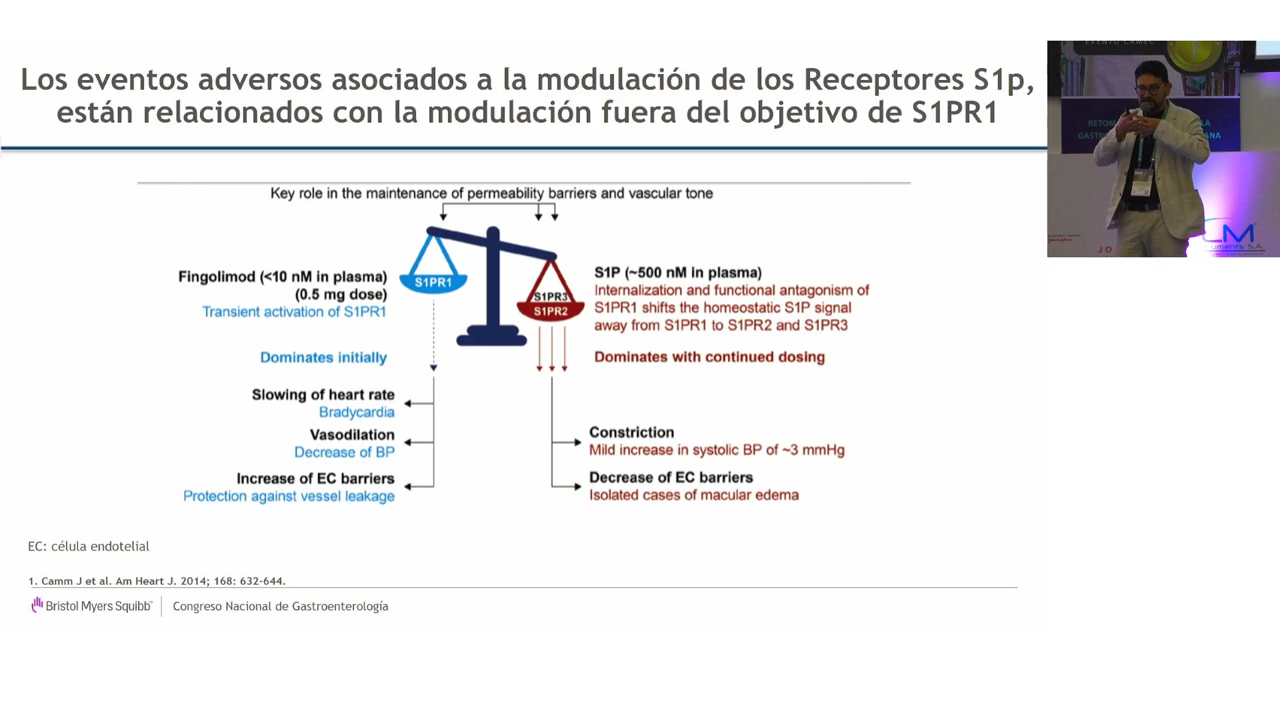 Los eventos adversos asociados a la modulación de los Receptores S1p,
están relacionados con la modulación fuera del objetivo de S1PR1
Key role in the maintenance of permeability barriers and vascular tone
Fingolimod (<10 nM in plasma)
(0.5 mg dose)
Transient activation of S1PR1
Dominates initially
S1PR1
S1PR3
S1PR2
S1P (~500 nM in plasma)
Internalization and functional antagonism of
S1PR1 shifts the homeostatic S1P signal
away from S1PR1 to S1PR2 and S1PR3
Dominates with continued dosing
Slowing of heart rate
Bradycardia
Vasodilation
Decrease of BP
Increase of EC barriers
Protection against vessel leakage
Constriction
Mild increase in systolic BP of ~3 mmHg
Decrease of EC barriers
Isolated cases of macular edema
EC: célula endotelial
1. Camm J et al. Am Heart J. 2014; 168: 632-644.
Bristol Myers Squibb™ | Congreso Nacional de Gastroenterología